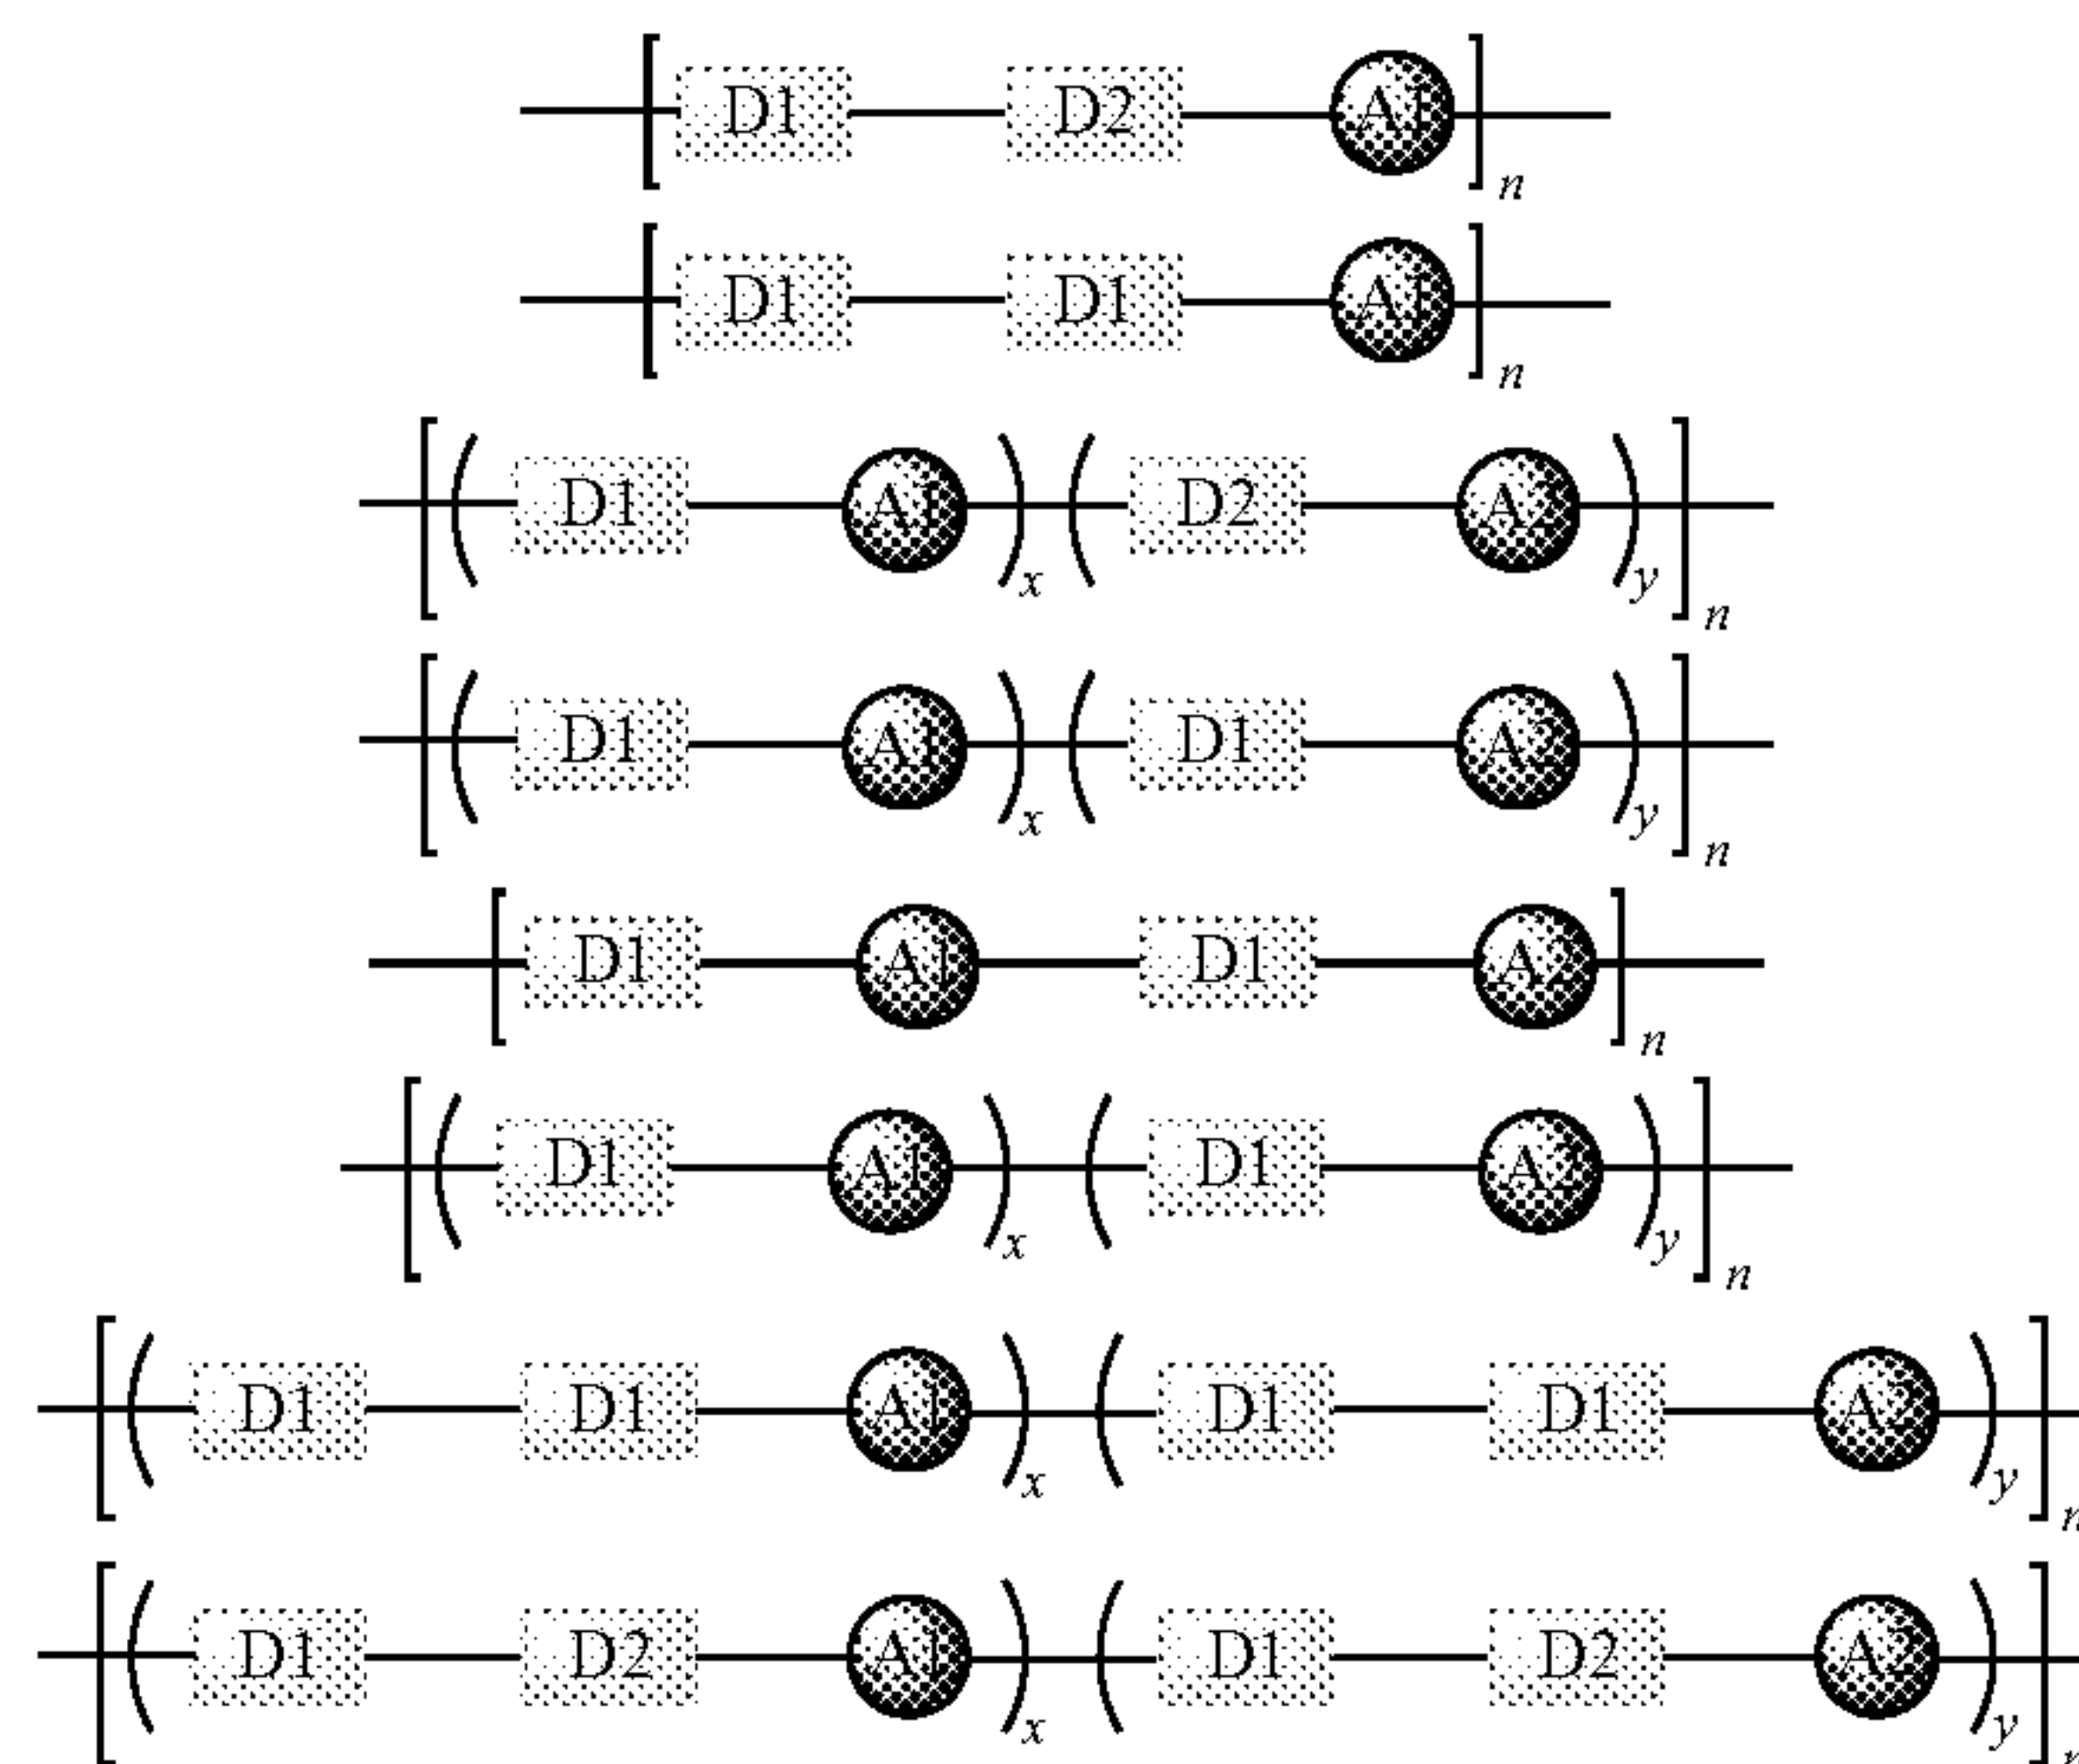 D1 D2 A1 n
D1 D1 A1 n
D1 A1 x D2 A2 y n
D1 A1 x D1 A2 y n
D1 A1 D1 A2 n
D1 A1 x D1 A2 y n
D1 D1 A1 x D1 D1 A2 y n
D1 D2 A1 x D1 D2 A2 y n